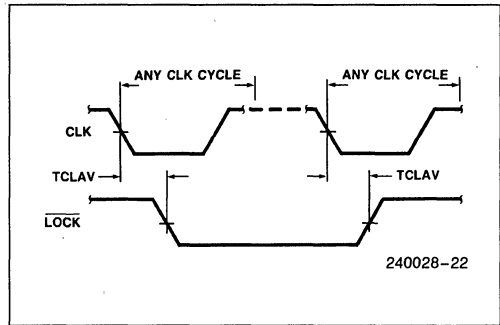 ANY CLK CYCLE ANY CLK CYCLE
CLK
TCLAV TCLAV
LOCK
240028-22